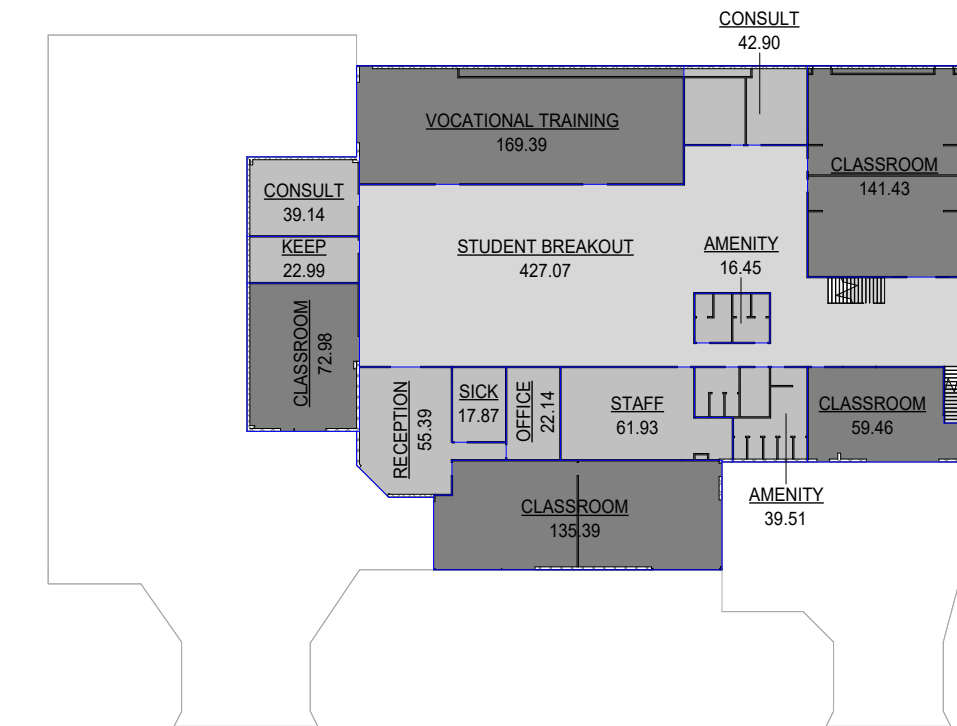 CONSULT
42.90
VOCATIONAL TRAINING
169.39
CLASSROOM
141.43
CONSULT
39.14
KEEP
22.99
STUDENT BREAKOUT
427.07
AMENITY
16.45
CLASSROOM
72.98
RECEPTION
55.39
SICK
17.87
OFFICE
22.14
STAFF
61.93
CLASSROOM
59.46
CLASSROOM
135.39
AMENITY
39.51